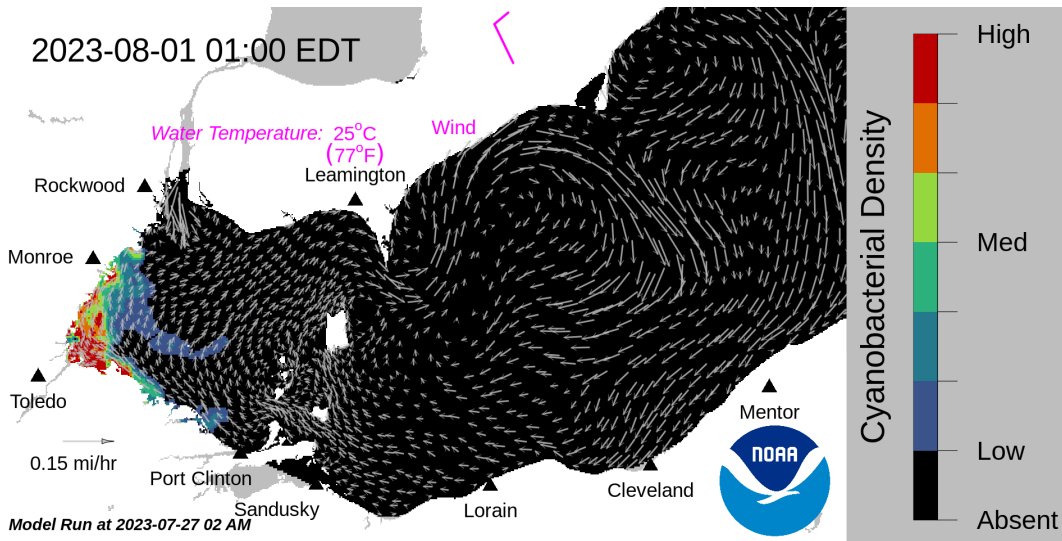 2023-08-01 01:00 EDT
High
Water Temperature: 25°C
(77°F)
Wind
Leamington
Rockwood
Monroe
Med
Cyanobacterial Density
Toledo
Mentor
0.15 mi/hr
NOAA
Low
Port Clinton
Sandusky
Lorain
Cleveland
Model Run at 2023-07-27 02 AM
Absent